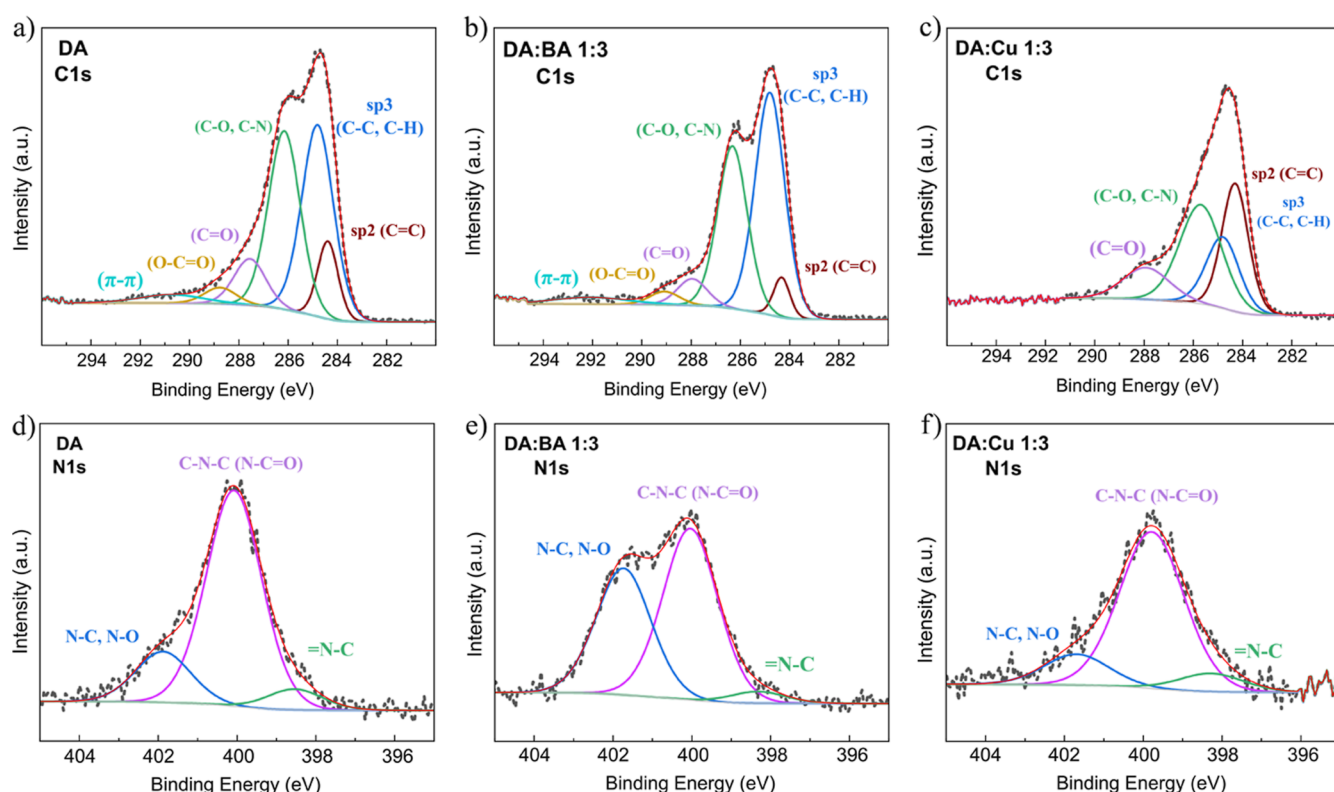 a)
DA
C1s
sp3
(C-C, C-H)
(C-O, C-N)
(C=O)
sp2 (C=C)
(O-C=O)
(π-π)
Intensity (a.u.)
294 292 290 288 286 284 282
Binding Energy (eV)
b)
DA:BA 1:3
C1s
sp3
(C-C, C-H)
(C-O, C-N)
(C=O)
sp2 (C=C)
(O-C=O)
(π-π)
Intensity (a.u.)
294 292 290 288 286 284 282
Binding Energy (eV)
c)
DA:Cu 1:3
C1s
sp2 (C=C)
(C-O, C-N)
sp3
(C-C, C-H)
(C=O)
Intensity (a.u.)
294 292 290 288 286 284 282
Binding Energy (eV)
d)
DA
N1s
C-N-C (N-C=O)
N-C, N-O
=N-C
Intensity (a.u.)
404 402 400 398 396
Binding Energy (eV)
e)
DA:BA 1:3
N1s
C-N-C (N-C=O)
N-C, N-O
=N-C
Intensity (a.u.)
404 402 400 398 396
Binding Energy (eV)
f)
DA:Cu 1:3
N1s
C-N-C (N-C=O)
N-C, N-O
=N-C
Intensity (a.u.)
404 402 400 398 396
Binding Energy (eV)